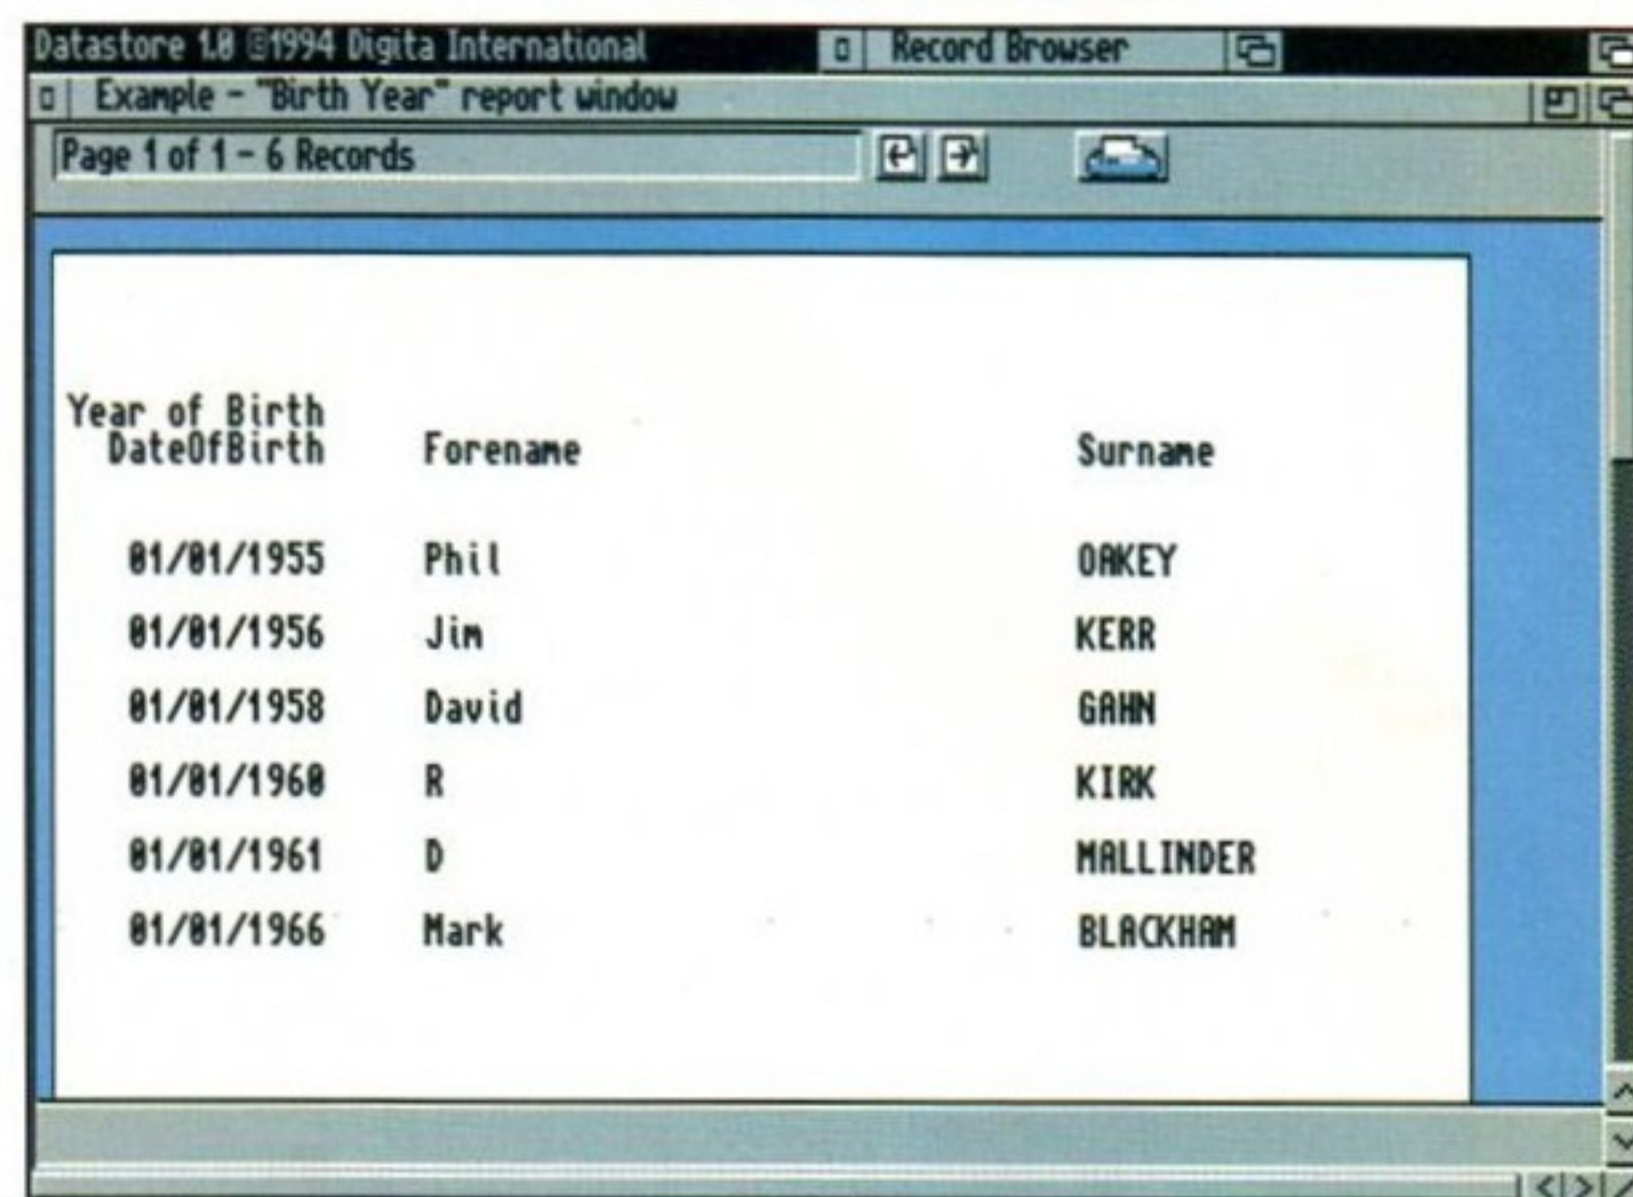 Datastore 1.0 ©1994 Digita International Record Browser
Example - "Birth Year" report window
Page 1 of 1 - 6 Records
Year of Birth
DateOfBirth Forename Surname
01/01/1955 Phil OAKEY
01/01/1956 Jim KERR
01/01/1958 David GAHN
01/01/1960 R KIRK
01/01/1961 D MALLINDER
01/01/1966 Mark BLACKHAM